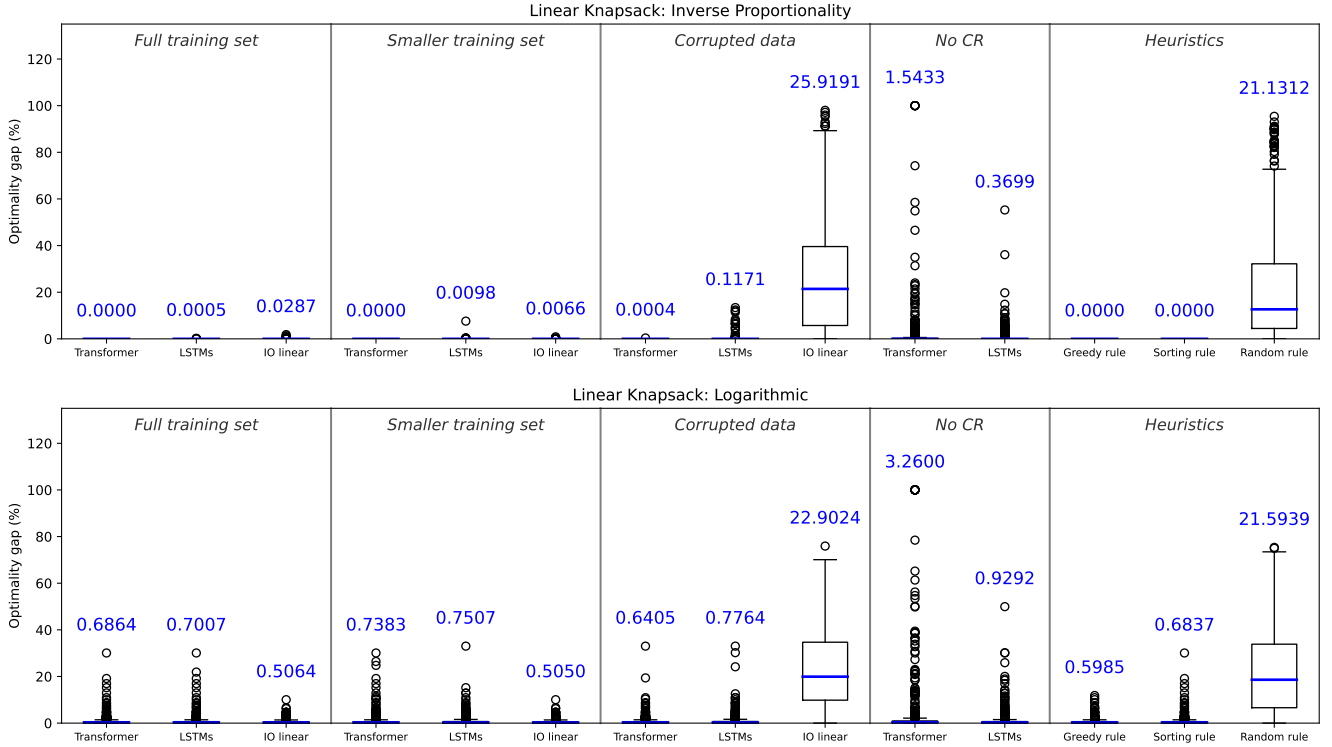 Linear Knapsack: Inverse Proportionality
Full training set Smaller training set Corrupted data No CR Heuristics
Optimality gap (%)
120
100
80
60
40
20
0
0.0000 0.0005 0.0287 0.0000 0.0098 0.0066 0.0004 0.1171 25.9191 1.5433 0.3699 0.0000 0.0000 21.1312
Transformer LSTMs IO linear Transformer LSTMs IO linear Transformer LSTMs IO linear Transformer LSTMs Greedy rule Sorting rule Random rule
Linear Knapsack: Logarithmic
Full training set Smaller training set Corrupted data No CR Heuristics
Optimality gap (%)
120
100
80
60
40
20
0
0.6864 0.7007 0.5064 0.7383 0.7507 0.5050 0.6405 0.7764 22.9024 3.2600 0.9292 0.5985 0.6837 21.5939
Transformer LSTMs IO linear Transformer LSTMs IO linear Transformer LSTMs IO linear Transformer LSTMs Greedy rule Sorting rule Random rule